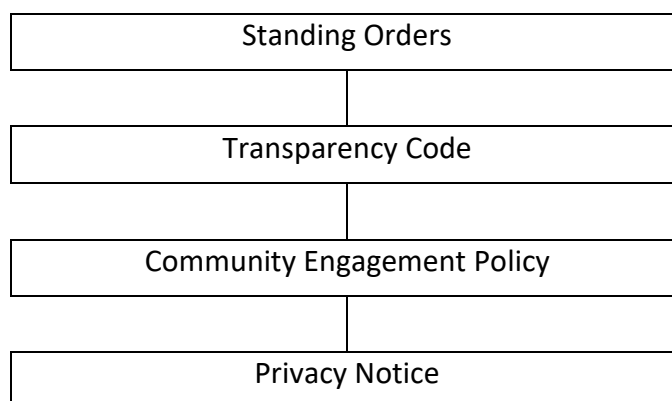 Standing Orders
Transparency Code
Community Engagement Policy
Privacy Notice